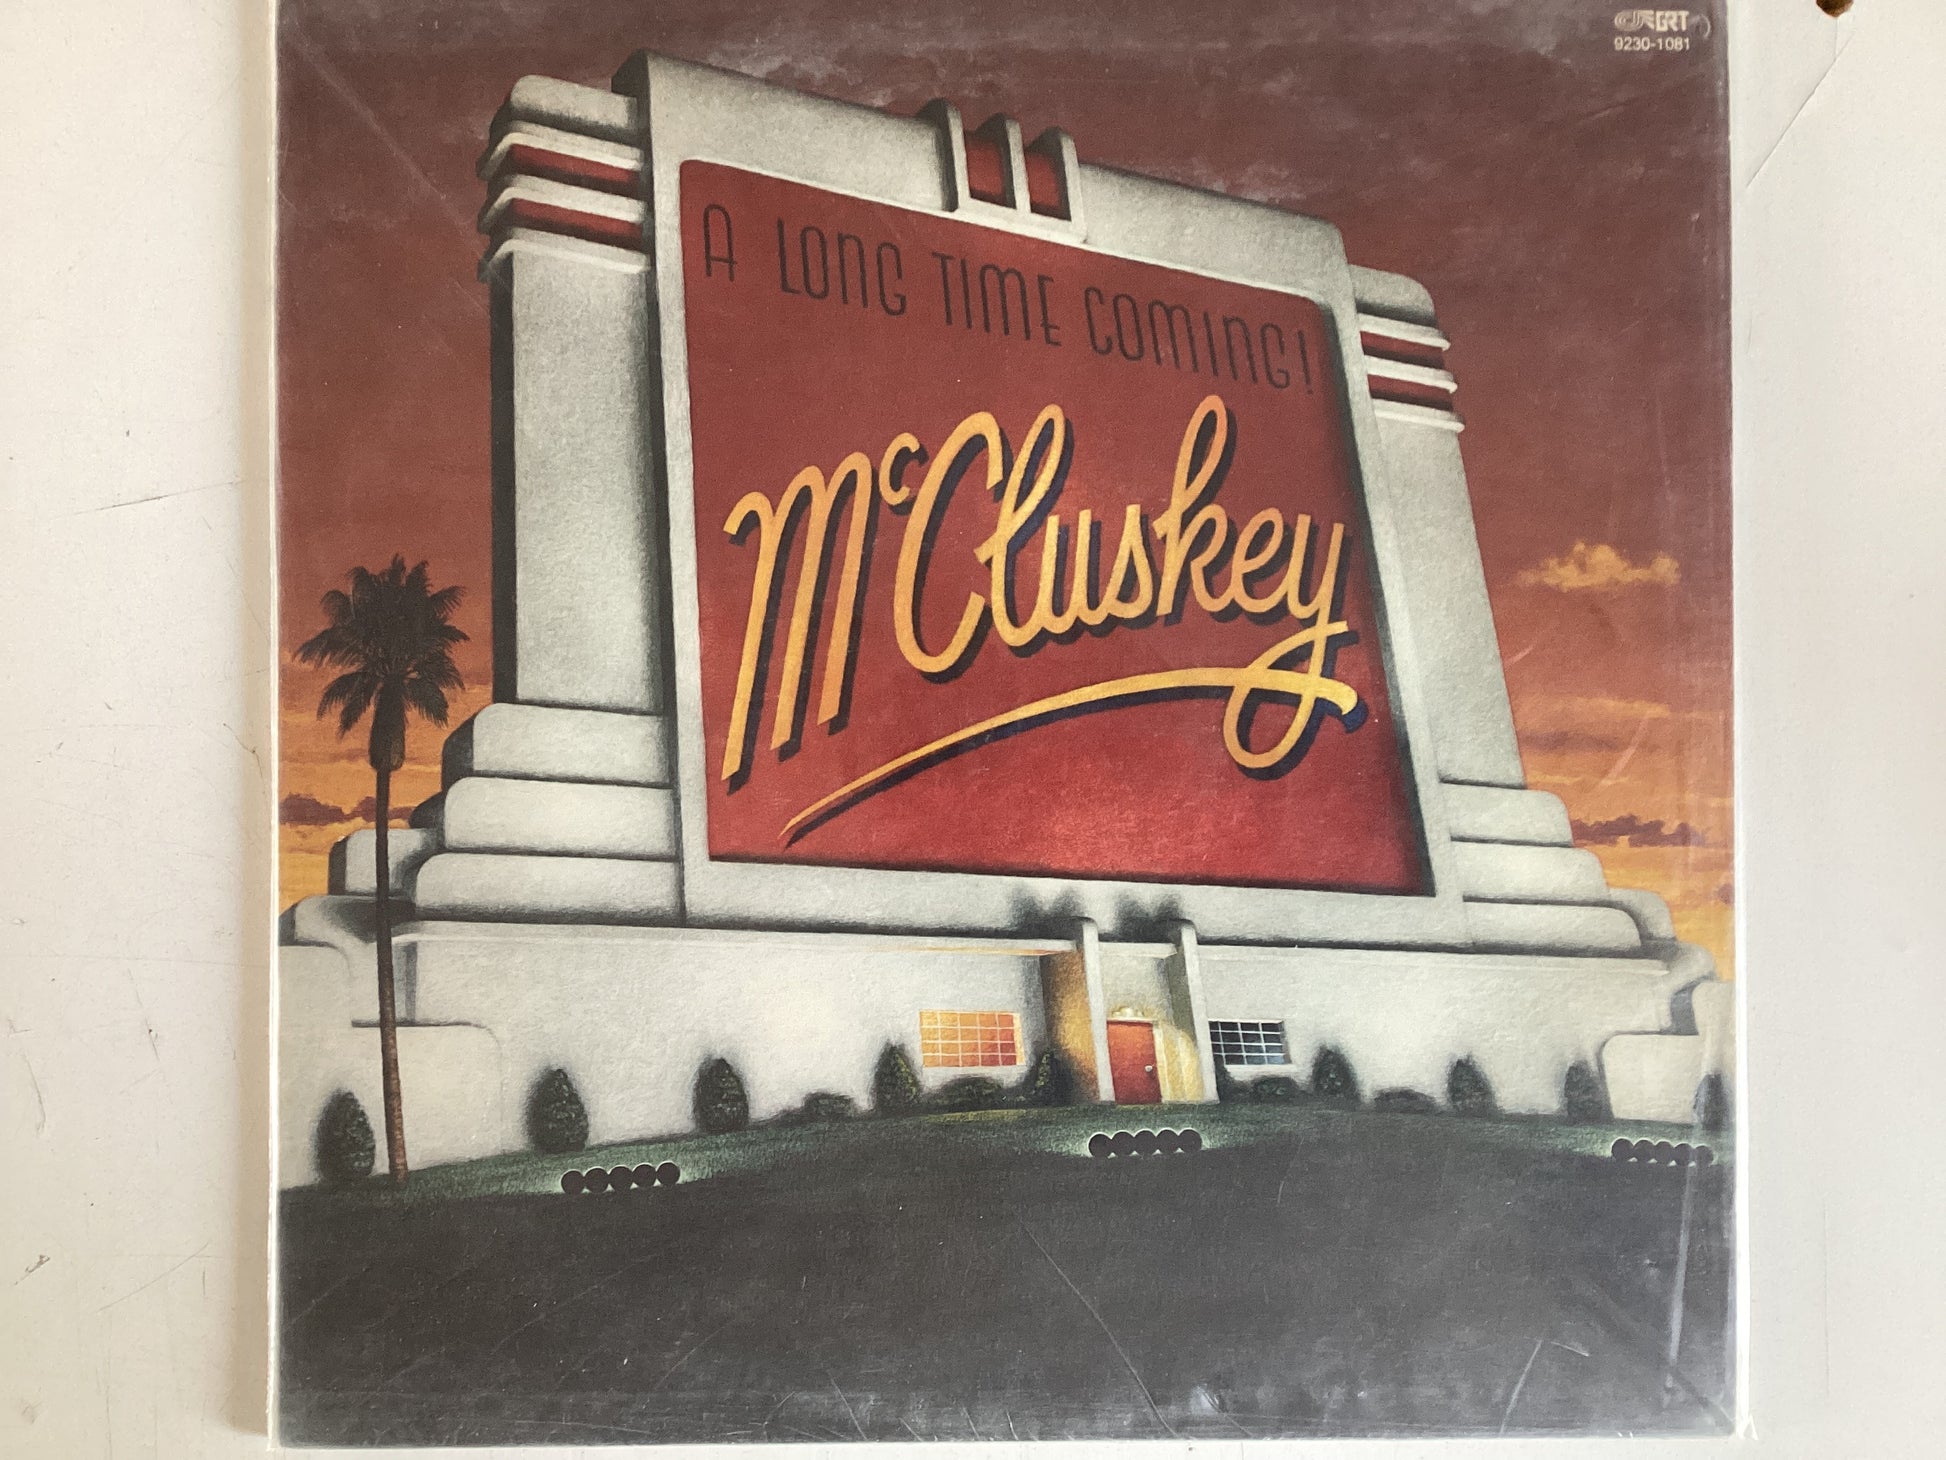 GRT
9230-1081
A LONG TIME COMING!
McCluskey